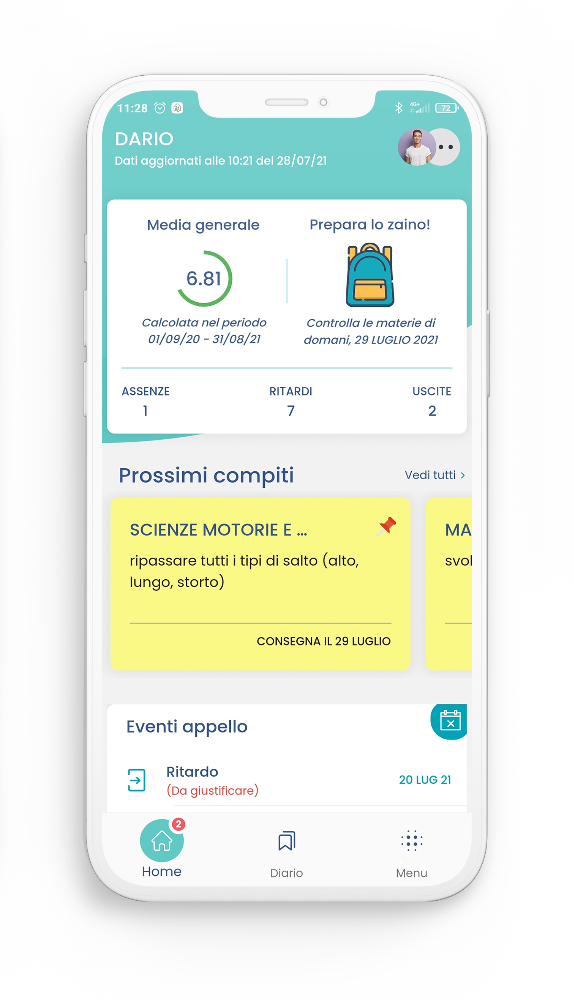 11:28
4G+
72
DARIO
Dati aggiornati alle 10:21 del 28/07/21
Media generale
Prepara lo zaino!
6.81
Calcolata nel periodo
01/09/20 - 31/08/21
Controlla le materie di
domani, 29 LUGLIO 2021
ASSENZE
RITARDI
USCITE
1
7
2
Prossimi compiti
Vedi tutti >
SCIENZE MOTORIE E ...
ripassare tutti i tipi di salto (alto,
lungo, storto)
CONSEGNA IL 29 LUGLIO
MA
svol
Eventi appello
Ritardo
(Da giustificare)
20 LUG 21
2
Home
Diario
Menu